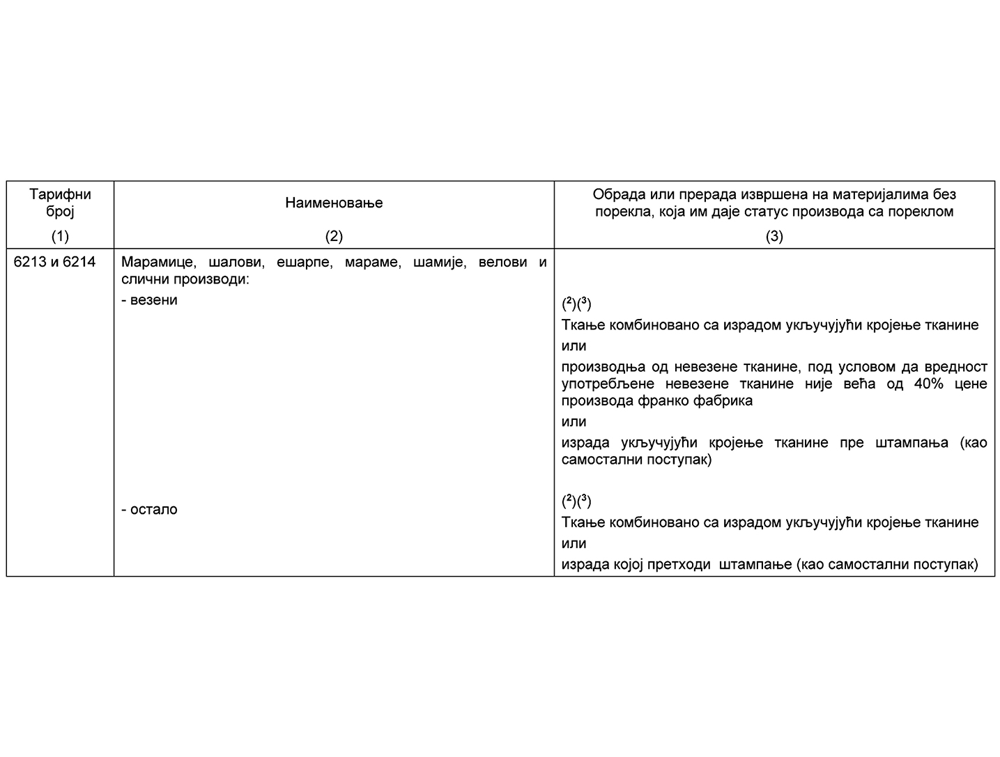 Тарифни
број
(1)
Наименовање
(2)
Обрада или прерада извршена на материјалима без
порекла, која им даје статус производа са пореклом
(3)
6213 и 6214
Марамице, шалови, ешарпе, мараме, шамије, велови и
слични производи:
- везени
(²)(³)
Ткање комбиновано са израдом укључујући кројење тканине
или
производња од невезене тканине, под условом да вредност
употребљене невезене тканине није већа од 40% цене
производа франко фабрика
или
израда укључујући кројење тканине пре штампања (као
самостални поступак)
- остало
(²)(³)
Ткање комбиновано са израдом укључујући кројење тканине
или
израда којој претходи штампање (као самостални поступак)